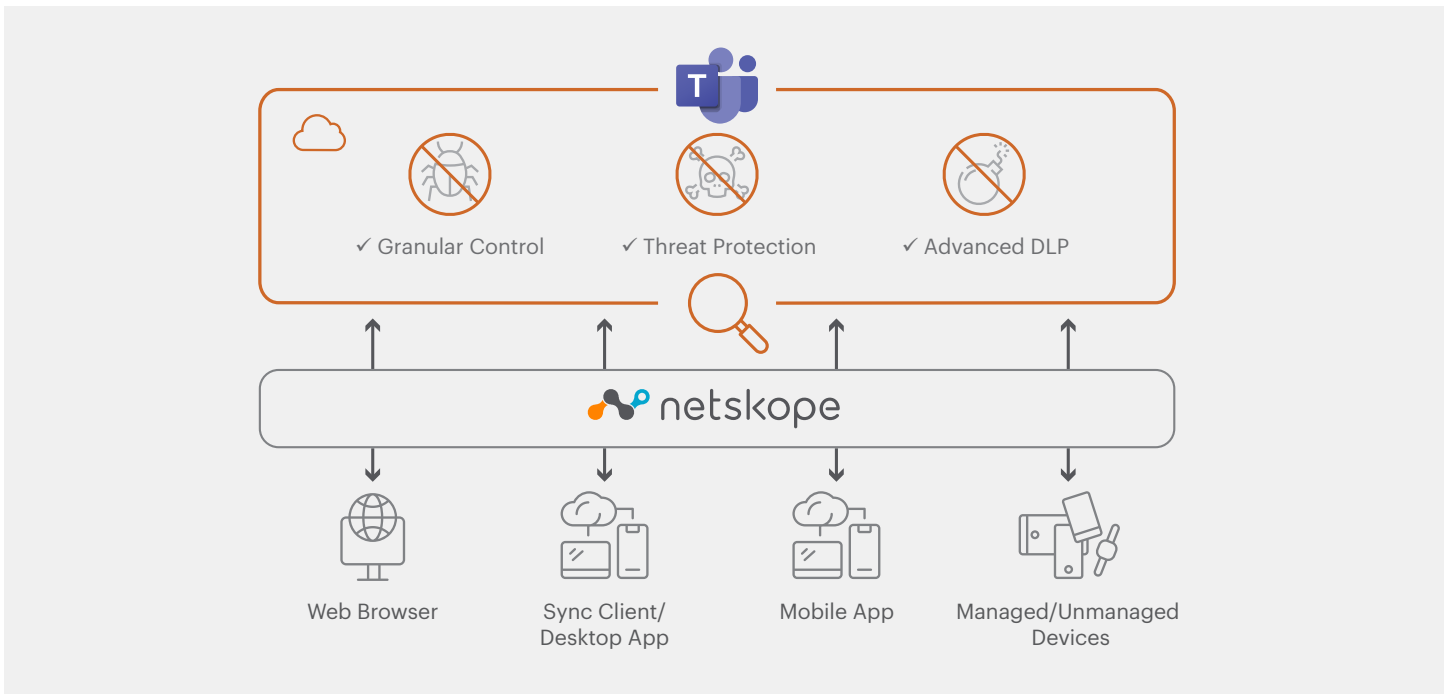 T
✓ Granular Control
✓ Threat Protection
✓ Advanced DLP
netskope
Web Browser
Sync Client/
Desktop App
Mobile App
Managed/Unmanaged
Devices